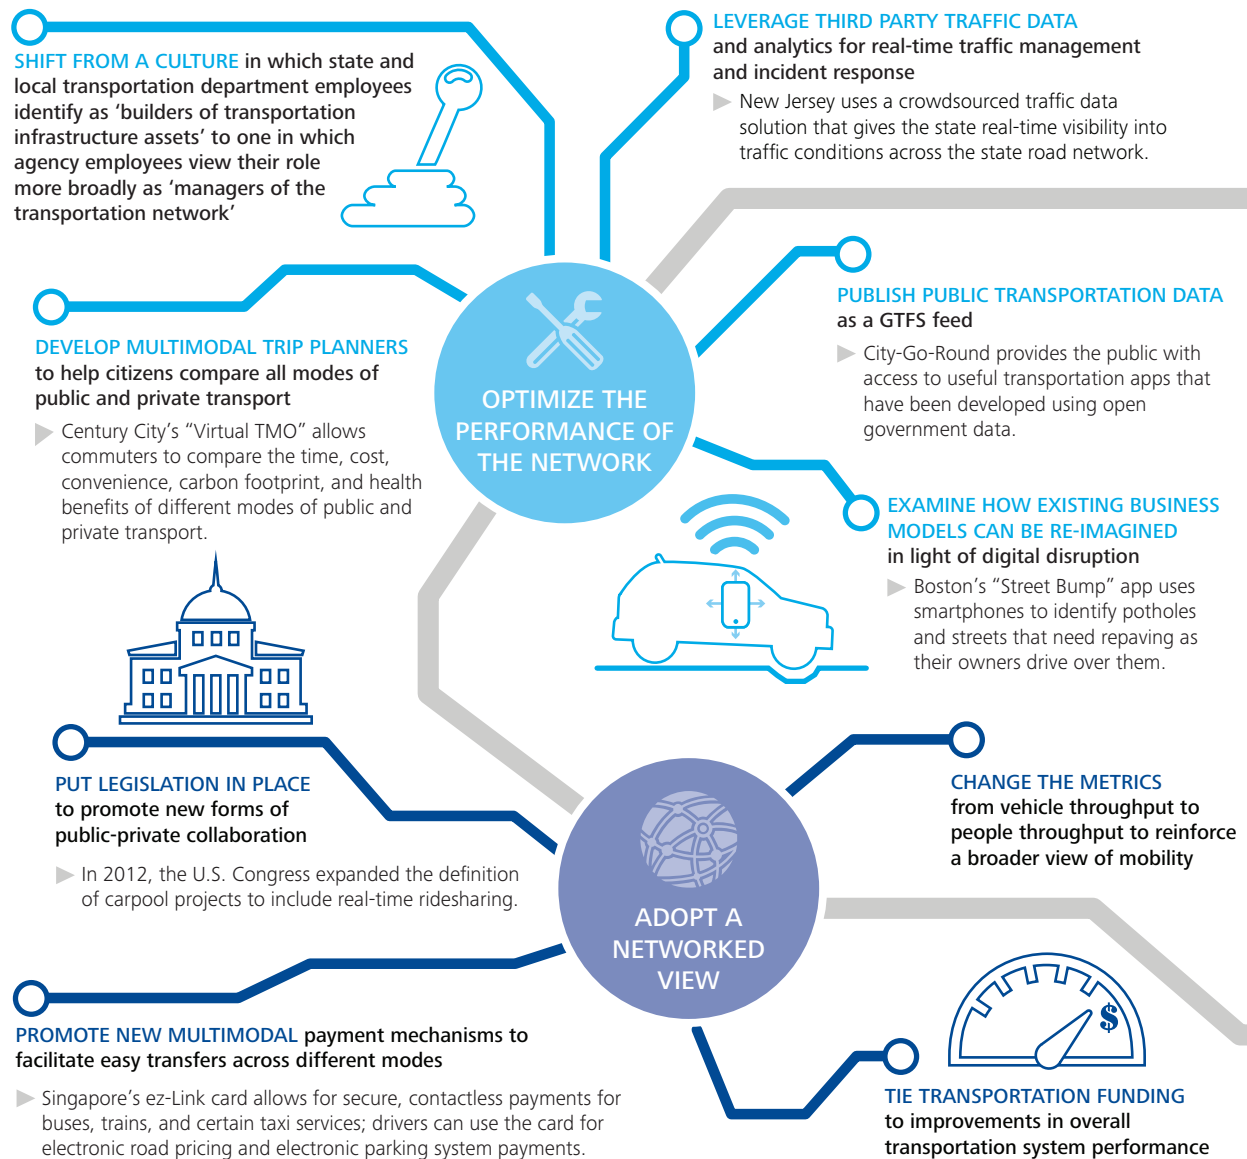 SHIFT FROM A CULTURE in which state and
local transportation department employees
identify as ‘builders of transportation
infrastructure assets’ to one in which
agency employees view their role
more broadly as ‘managers of the
transportation network’
LEVERAGE THIRD PARTY TRAFFIC DATA
and analytics for real-time traffic management
and incident response
New Jersey uses a crowdsourced traffic data
solution that gives the state real-time visibility into
traffic conditions across the state road network.
DEVELOP MULTIMODAL TRIP PLANNERS
to help citizens compare all modes of
public and private transport
Century City’s “Virtual TMO” allows
commuters to compare the time, cost,
convenience, carbon footprint, and health
benefits of different modes of public and
private transport.
OPTIMIZE THE
PERFORMANCE OF
THE NETWORK
PUBLISH PUBLIC TRANSPORTATION DATA
as a GTFS feed
City-Go-Round provides the public with
access to useful transportation apps that
have been developed using open
government data.
EXAMINE HOW EXISTING BUSINESS
MODELS CAN BE RE-IMAGINED
in light of digital disruption
Boston’s “Street Bump” app uses
smartphones to identify potholes
and streets that need repaving as
their owners drive over them.
PUT LEGISLATION IN PLACE
to promote new forms of
public-private collaboration
In 2012, the U.S. Congress expanded the definition
of carpool projects to include real-time ridesharing.
ADOPT A
NETWORKED
VIEW
CHANGE THE METRICS
from vehicle throughput to
people throughput to reinforce
a broader view of mobility
PROMOTE NEW MULTIMODAL payment mechanisms to
facilitate easy transfers across different modes
Singapore’s ez-Link card allows for secure, contactless payments for
buses, trains, and certain taxi services; drivers can use the card for
electronic road pricing and electronic parking system payments.
$
TIE TRANSPORTATION FUNDING
to improvements in overall
transportation system performance